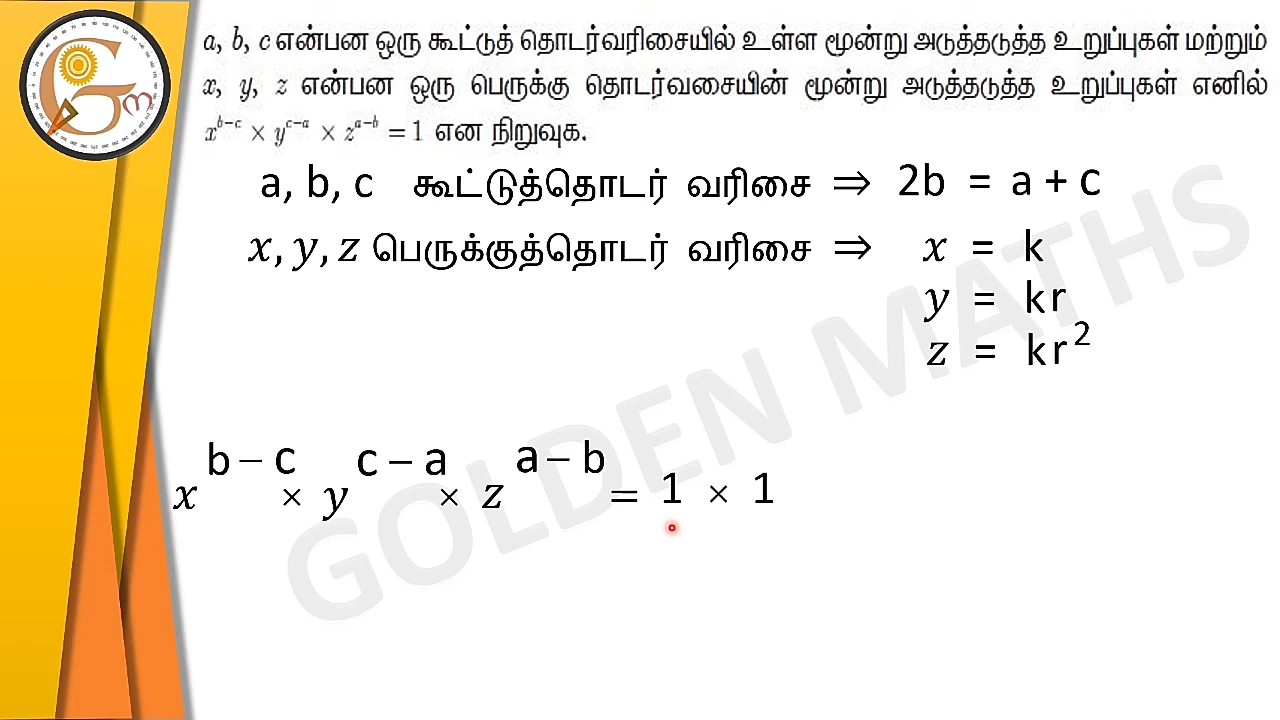 a, b, c என்பன ஒரு கூட்டுத் தொடர்வரிசையில் உள்ள மூன்று அடுத்தடுத்த உறுப்புகள் மற்றும்
x, y, z என்பன ஒரு பெருக்கு தொடர்வசையின் மூன்று அடுத்தடுத்த உறுப்புகள் எனில்
x^{b−c} × y^{c−a} × z^{a−b} = 1 என நிறுவுக.
a, b, c கூட்டுத்தொடர் வரிசை ⇒ 2b = a + c
x, y, z பெருக்குத்தொடர் வரிசை ⇒ x = k
y = kr
z = kr²
x^{b−c} × y^{c−a} × z^{a−b} = 1 × 1
GOLDEN MATHS